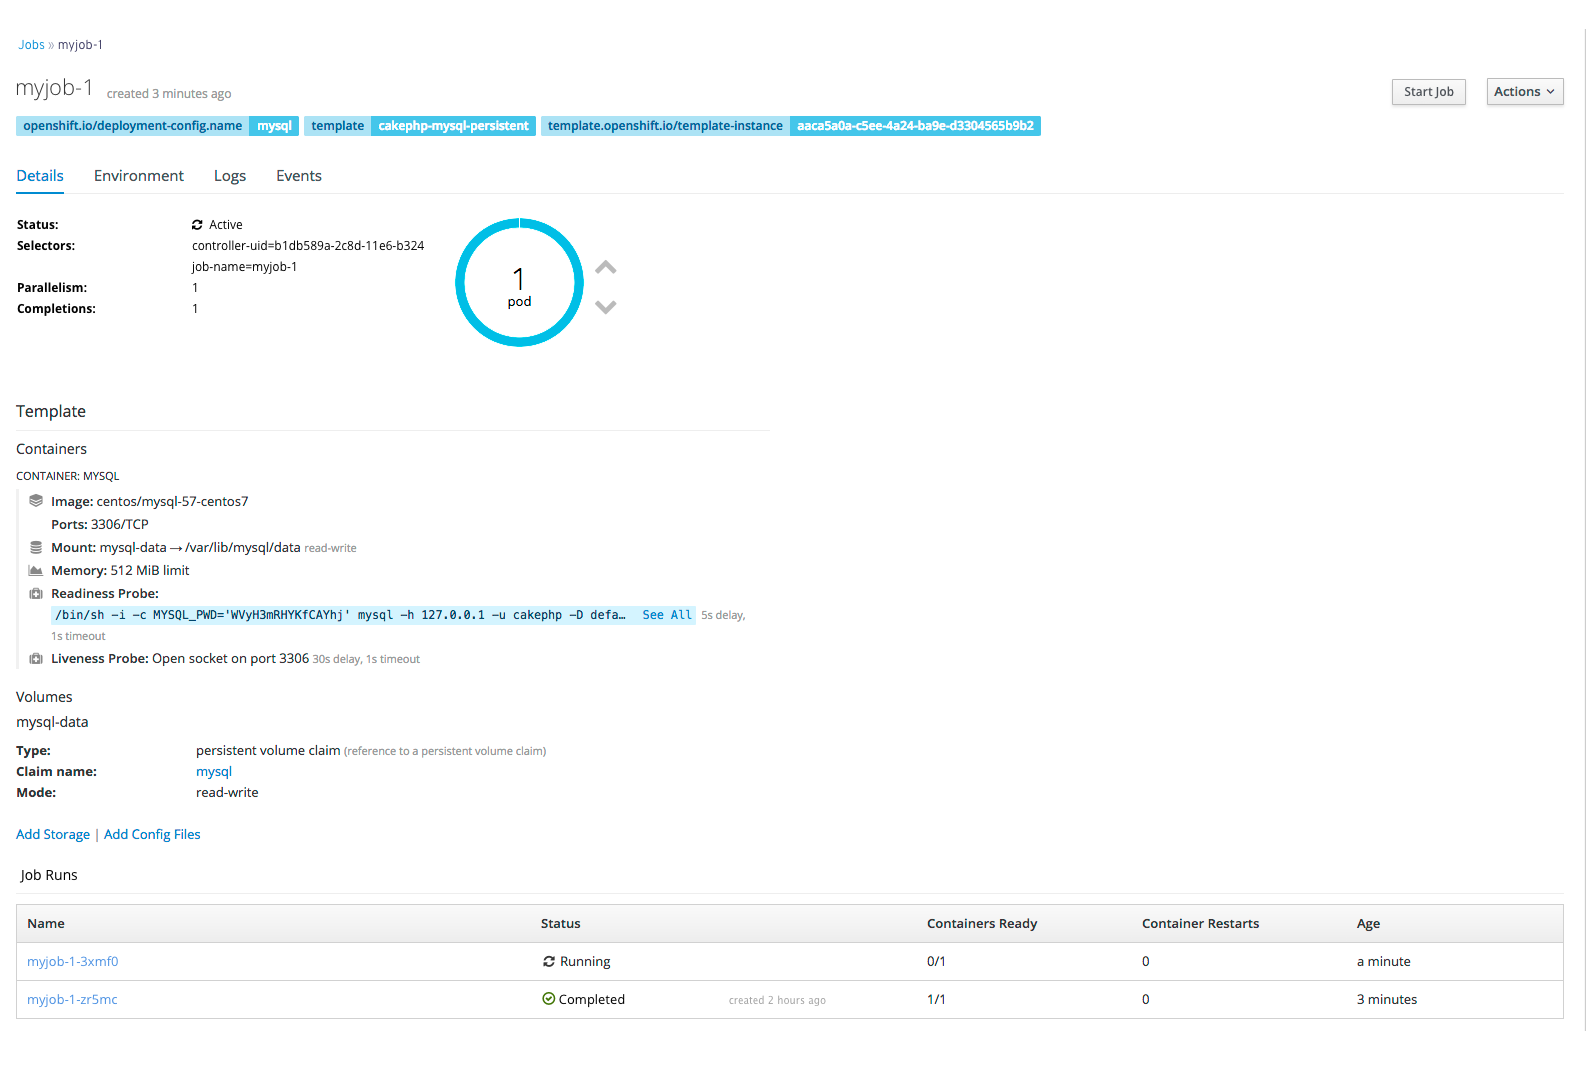 Jobs » myjob-1
myjob-1 created 3 minutes ago
Start Job
Actions
openshift.io/deployment-config.name mysql template cakephp-mysql-persistent template.openshift.io/template-instance aaca5a0a-c5ee-4a24-ba9e-d3304565b9b2
Details Environment Logs Events
Status: Active
Selectors: controller-uid=b1db589a-2c8d-11e6-b324
job-name=myjob-1
Parallelism: 1
Completions: 1
1
pod
Template
Containers
CONTAINER: MYSQL
Image: centos/mysql-57-centos7
Ports: 3306/TCP
Mount: mysql-data → /var/lib/mysql/data read-write
Memory: 512 MiB limit
Readiness Probe:
/bin/sh -i -c MYSQL_PWD='WVyH3mRHYKfCAYhj' mysql -h 127.0.0.1 -u cakephp -D defa… See All 5s delay,
1s timeout
Liveness Probe: Open socket on port 3306 30s delay, 1s timeout
Volumes
mysql-data
Type: persistent volume claim (reference to a persistent volume claim)
Claim name: mysql
Mode: read-write
Add Storage | Add Config Files
Job Runs
Name Status Containers Ready Container Restarts Age
myjob-1-3xmf0 Running 0/1 0 a minute
myjob-1-zr5mc Completed created 2 hours ago 1/1 0 3 minutes